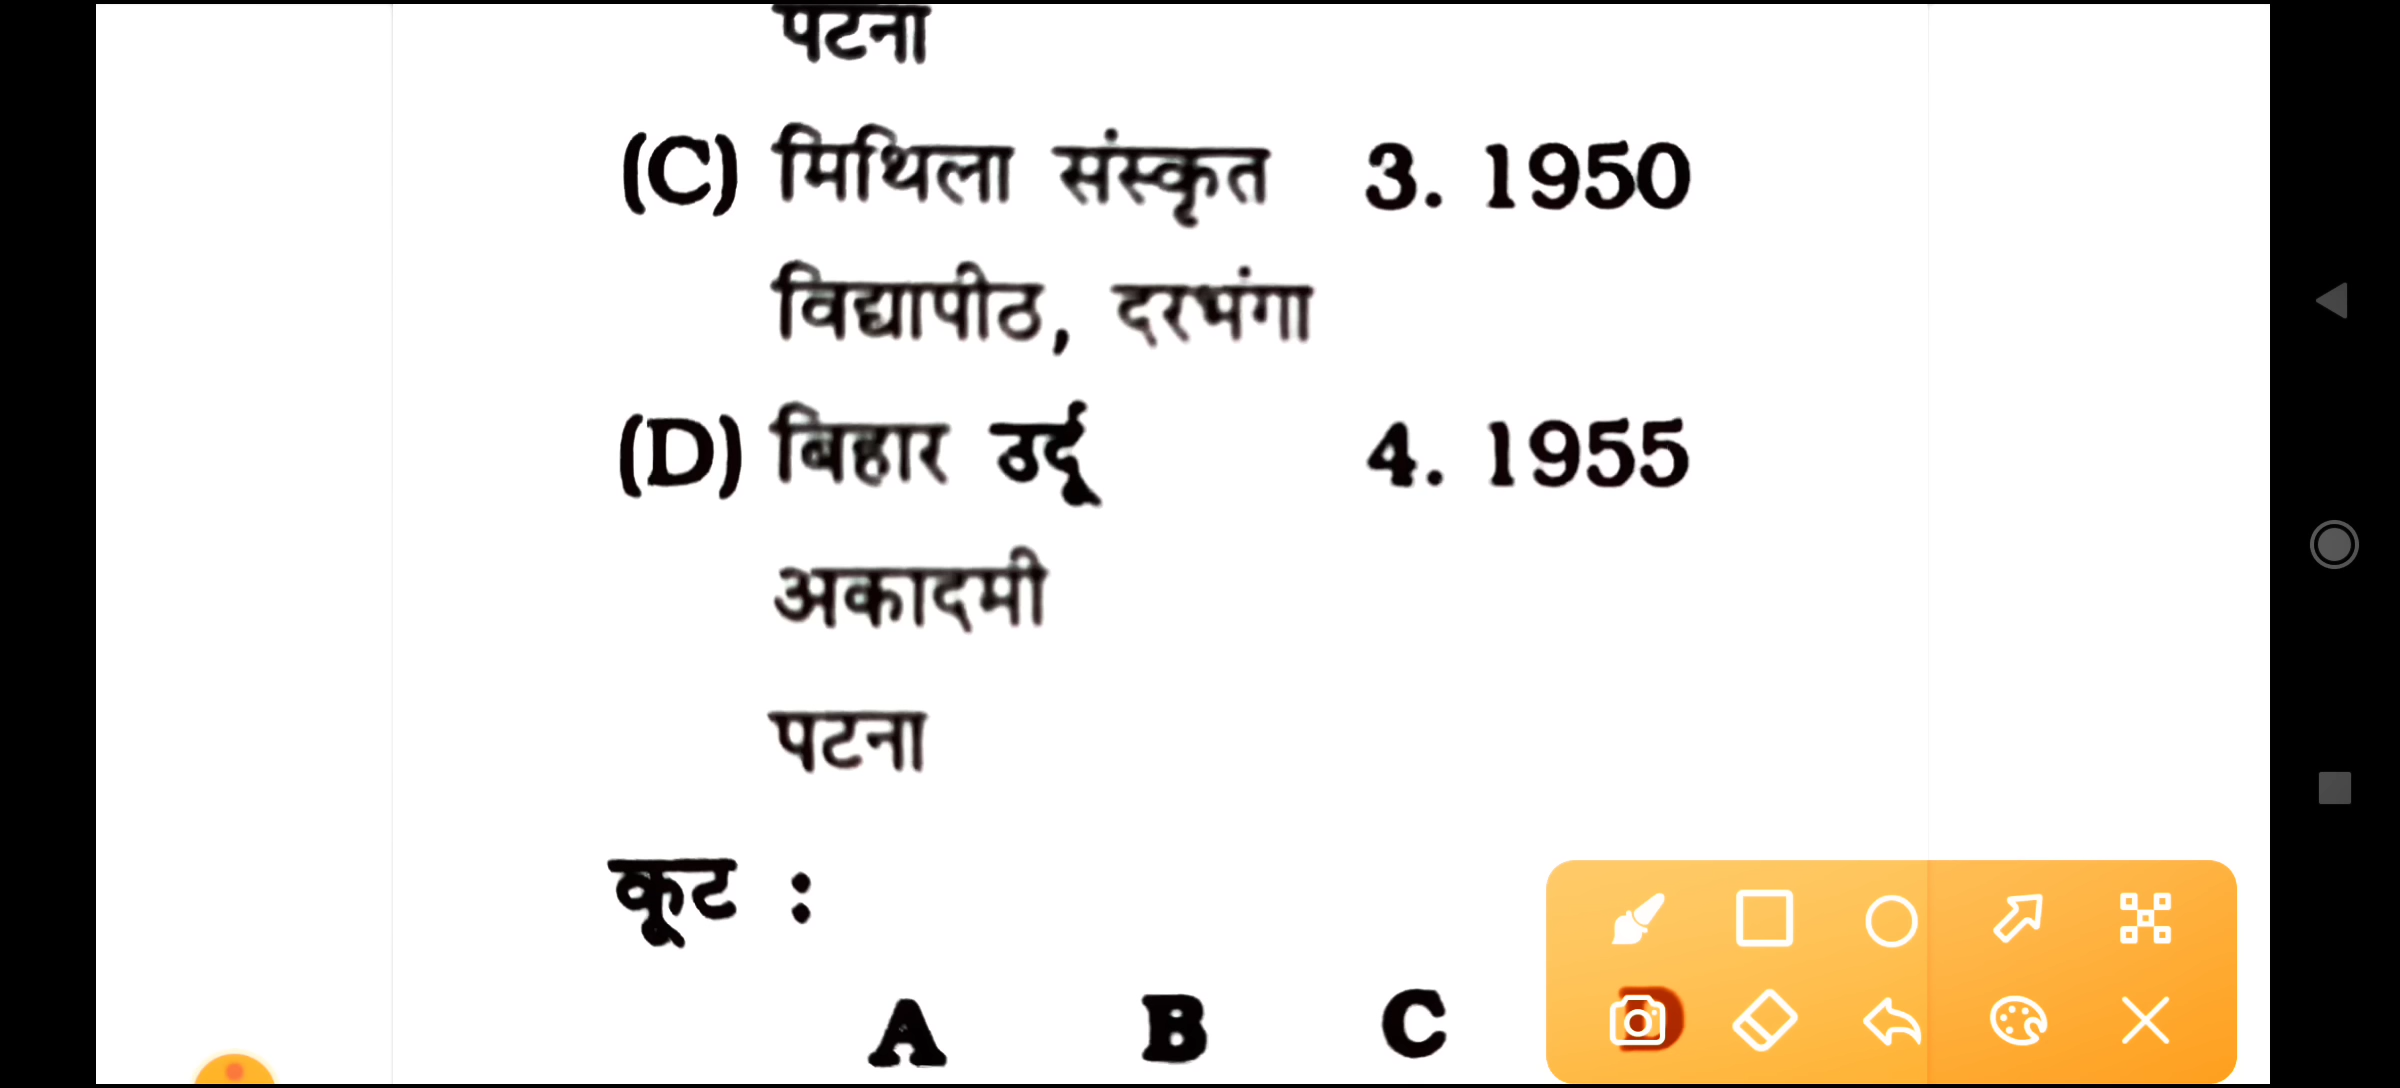 पटना
(C) मिथिला संस्कृत 3. 1950
विद्यापीठ, दरभंगा
(D) बिहार उर्दू 4. 1955
अकादमी
पटना
कूट :
A B C D